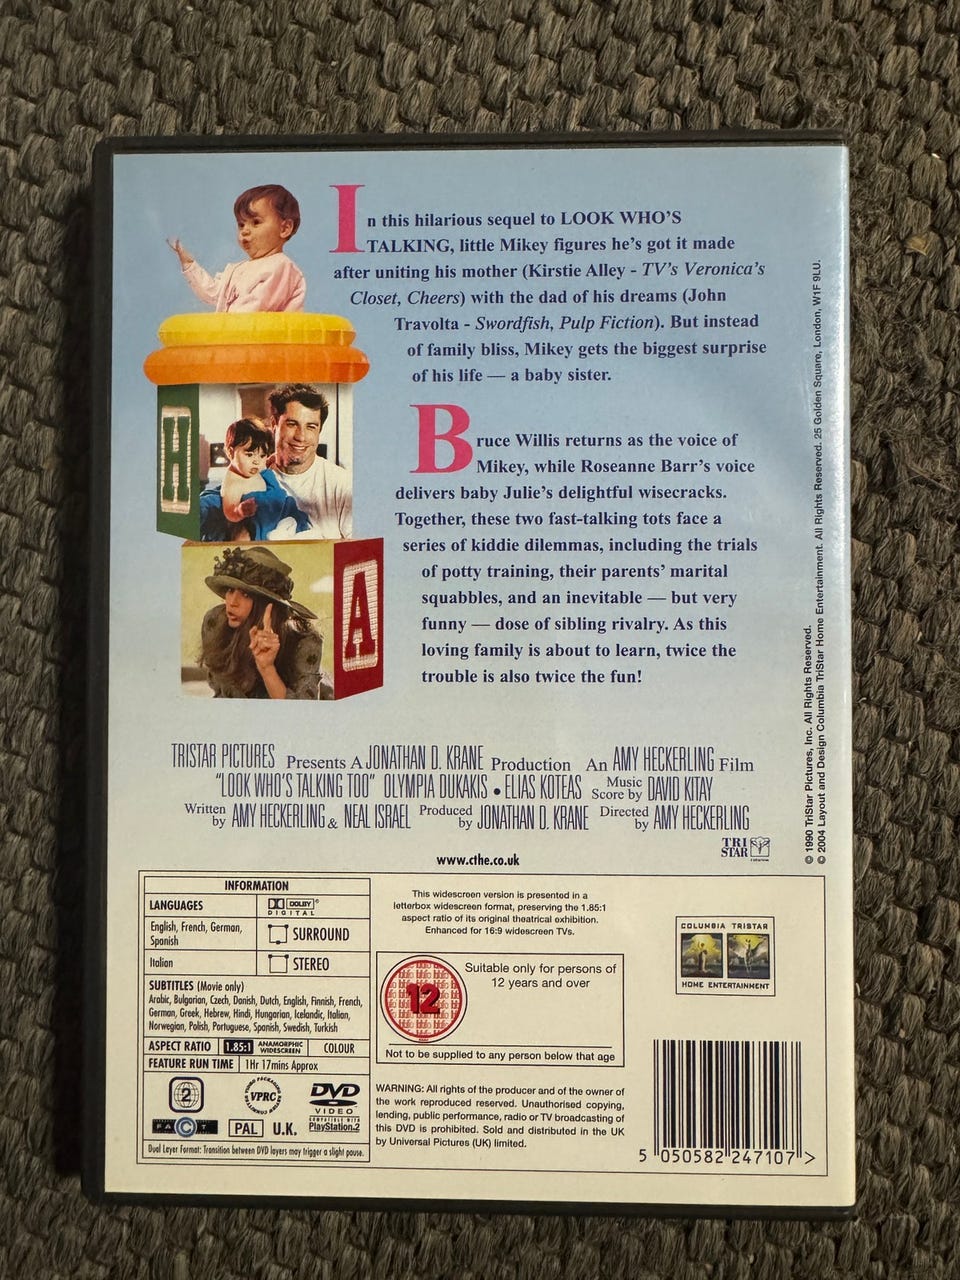 In this hilarious sequel to LOOK WHO'S
TALKING, little Mikey figures he's got it made
after uniting his mother (Kirstie Alley - TV's Veronica's
Closet, Cheers) with the dad of his dreams (John
Travolta - Swordfish, Pulp Fiction). But instead
of family bliss, Mikey gets the biggest surprise
of his life — a baby sister.
Bruce Willis returns as the voice of
Mikey, while Roseanne Barr's voice
delivers baby Julie's delightful wisecracks.
Together, these two fast-talking tots face a
series of kiddie dilemmas, including the trials
of potty training, their parents' marital
squabbles, and an inevitable — but very
funny — dose of sibling rivalry. As this
loving family is about to learn, twice the
trouble is also twice the fun!
H
A
TRISTAR PICTURES Presents A JONATHAN D. KRANE Production An AMY HECKERLING Film
"LOOK WHO'S TALKING TOO" OLYMPIA DUKAKIS • ELIAS KOTEAS Music Score by DAVID KITAY
Written by AMY HECKERLING & NEAL ISRAEL Produced by JONATHAN D. KRANE Directed by AMY HECKERLING
TRI
STAR
www.cthe.co.uk
© 1990 TriStar Pictures, Inc. All Rights Reserved.
© 2004 Layout and Design Columbia TriStar Home Entertainment. All Rights Reserved. 25 Golden Square, London, W1F 9LU.
INFORMATION
LANGUAGES DOLBY DIGITAL
English, French, German,
Spanish
SURROUND
Italian STEREO
SUBTITLES (Movie only)
Arabic, Bulgarian, Czech, Danish, Dutch, English, Finnish, French,
German, Greek, Hebrew, Hindi, Hungarian, Icelandic, Italian,
Norwegian, Polish, Portuguese, Spanish, Swedish, Turkish
ASPECT RATIO 1.85:1 ANAMORPHIC WIDESCREEN COLOUR
FEATURE RUN TIME 1Hr 17mins Approx
2 VPRC DVD
VIDEO
COMPATIBLE WITH
PlayStation.2
FACT PAL U.K.
Dual Layer Format: Transition between DVD layers may trigger a slight pause.
This widescreen version is presented in a
letterbox widescreen format, preserving the 1.85:1
aspect ratio of its original theatrical exhibition.
Enhanced for 16:9 widescreen TVs.
12
Suitable only for persons of
12 years and over
Not to be supplied to any person below that age
WARNING: All rights of the producer and of the owner of
the work reproduced reserved. Unauthorised copying,
lending, public performance, radio or TV broadcasting of
this DVD is prohibited. Sold and distributed in the UK
by Universal Pictures (UK) limited.
COLUMBIA TRISTAR
HOME ENTERTAINMENT
5 050582 247107 >